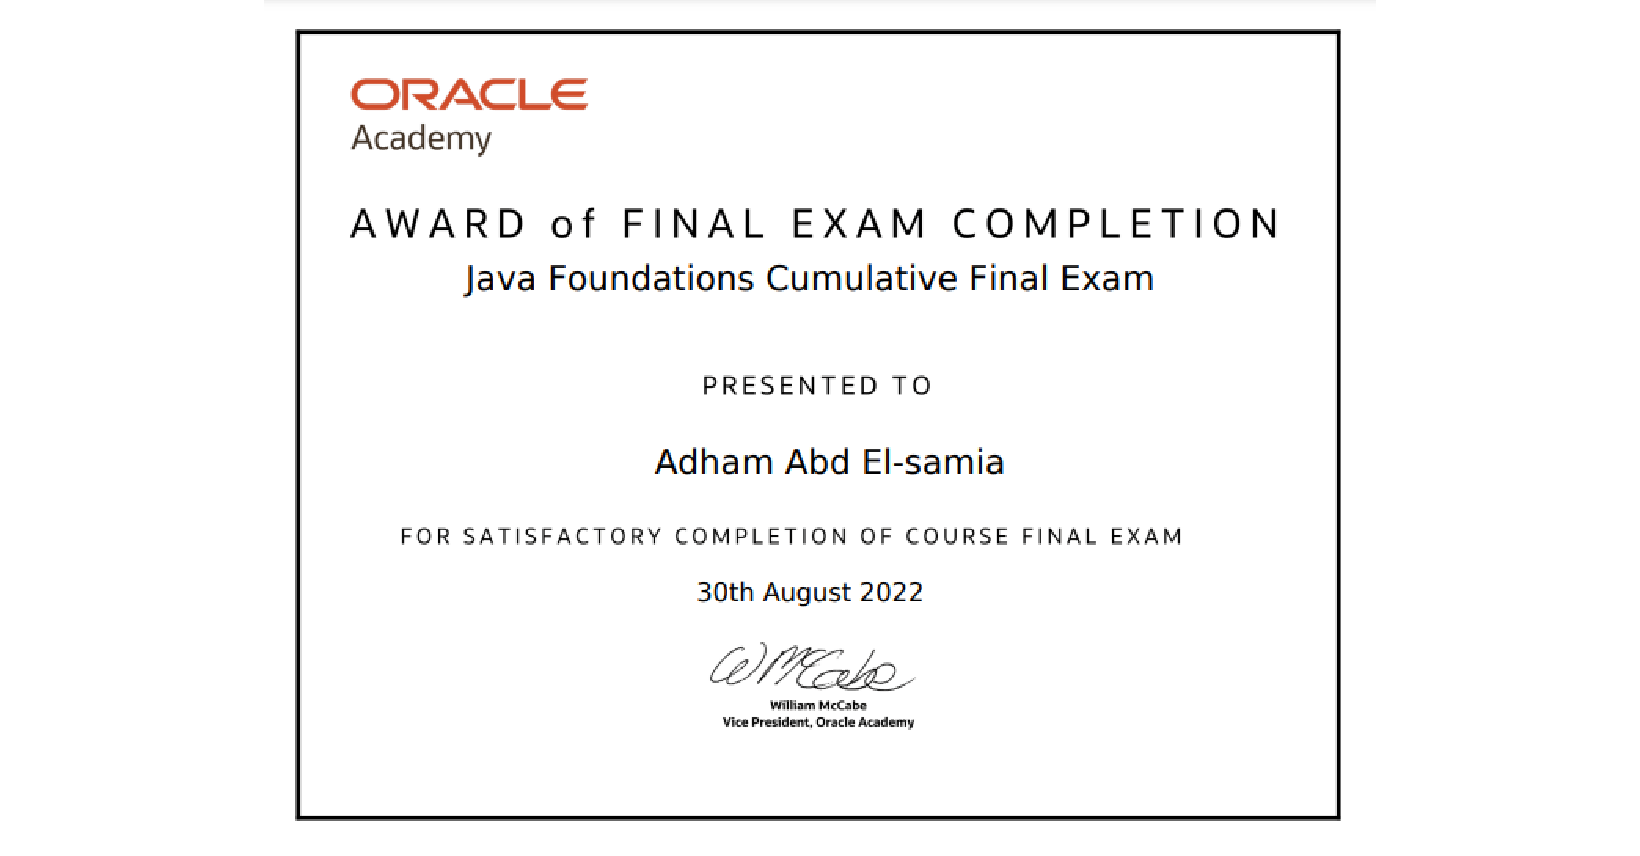 ORACLE
Academy
AWARD of FINAL EXAM COMPLETION
Java Foundations Cumulative Final Exam
PRESENTED TO
Adham Abd El-samia
FOR SATISFACTORY COMPLETION OF COURSE FINAL EXAM
30th August 2022
W McCabe
William McCabe
Vice President, Oracle Academy